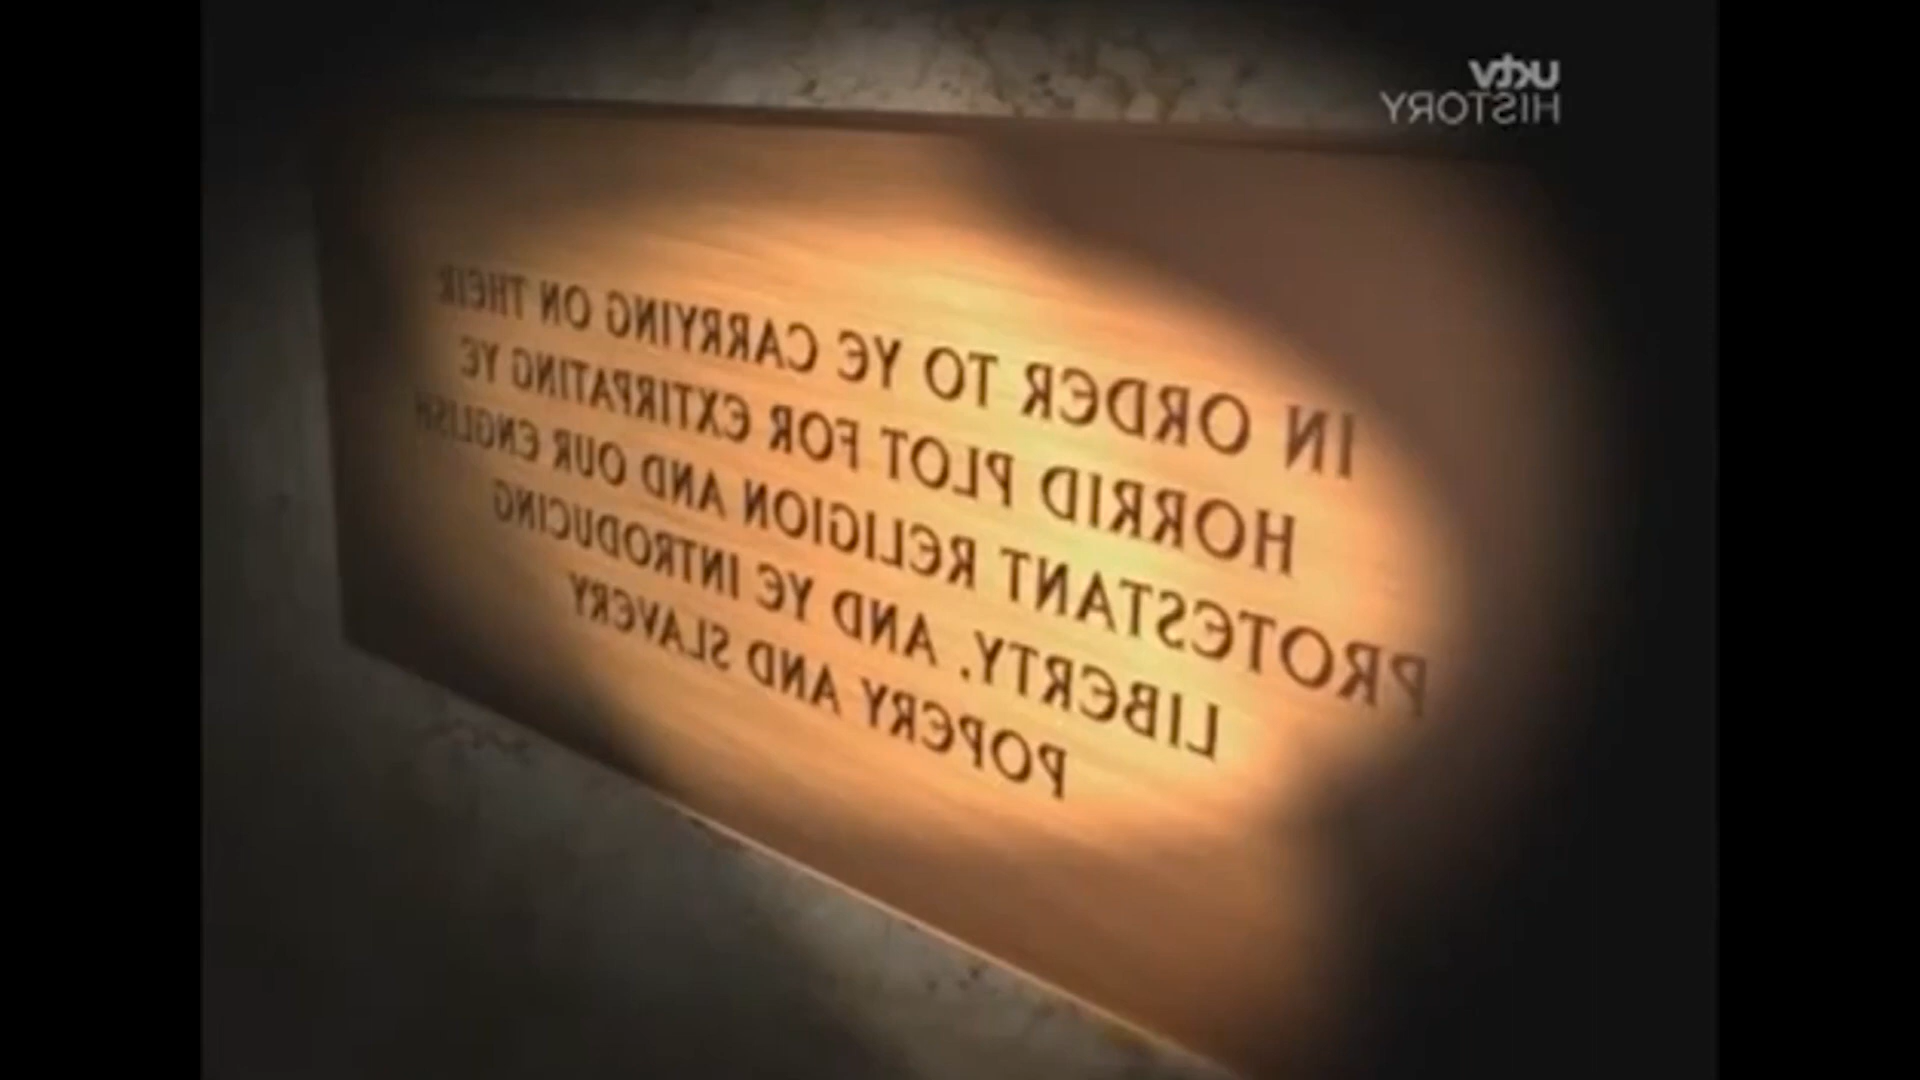 uktv
HISTORY
IN ORDER TO YE CARRYING ON THEIR
HORRID PLOT FOR EXTIRPATING YE
PROTESTANT RELIGION AND OUR ENGLISH
LIBERTY, AND YE INTRODUCING
POPERY AND SLAVERY